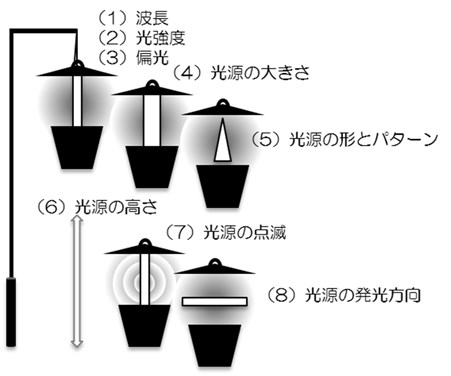 （1）波長
（2）光強度
（3）偏光
（4）光源の大きさ
（5）光源の形とパターン
（6）光源の高さ
（7）光源の点滅
（8）光源の発光方向